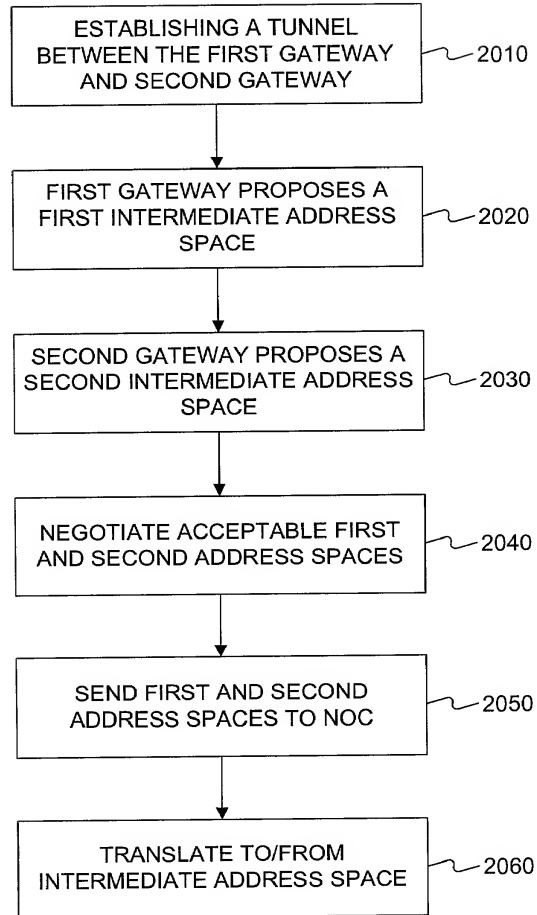 ESTABLISHING A TUNNEL
BETWEEN THE FIRST GATEWAY
AND SECOND GATEWAY
2010
FIRST GATEWAY PROPOSES A
FIRST INTERMEDIATE ADDRESS
SPACE
2020
SECOND GATEWAY PROPOSES A
SECOND INTERMEDIATE ADDRESS
SPACE
2030
NEGOTIATE ACCEPTABLE FIRST
AND SECOND ADDRESS SPACES
2040
SEND FIRST AND SECOND
ADDRESS SPACES TO NOC
2050
TRANSLATE TO/FROM
INTERMEDIATE ADDRESS SPACE
2060